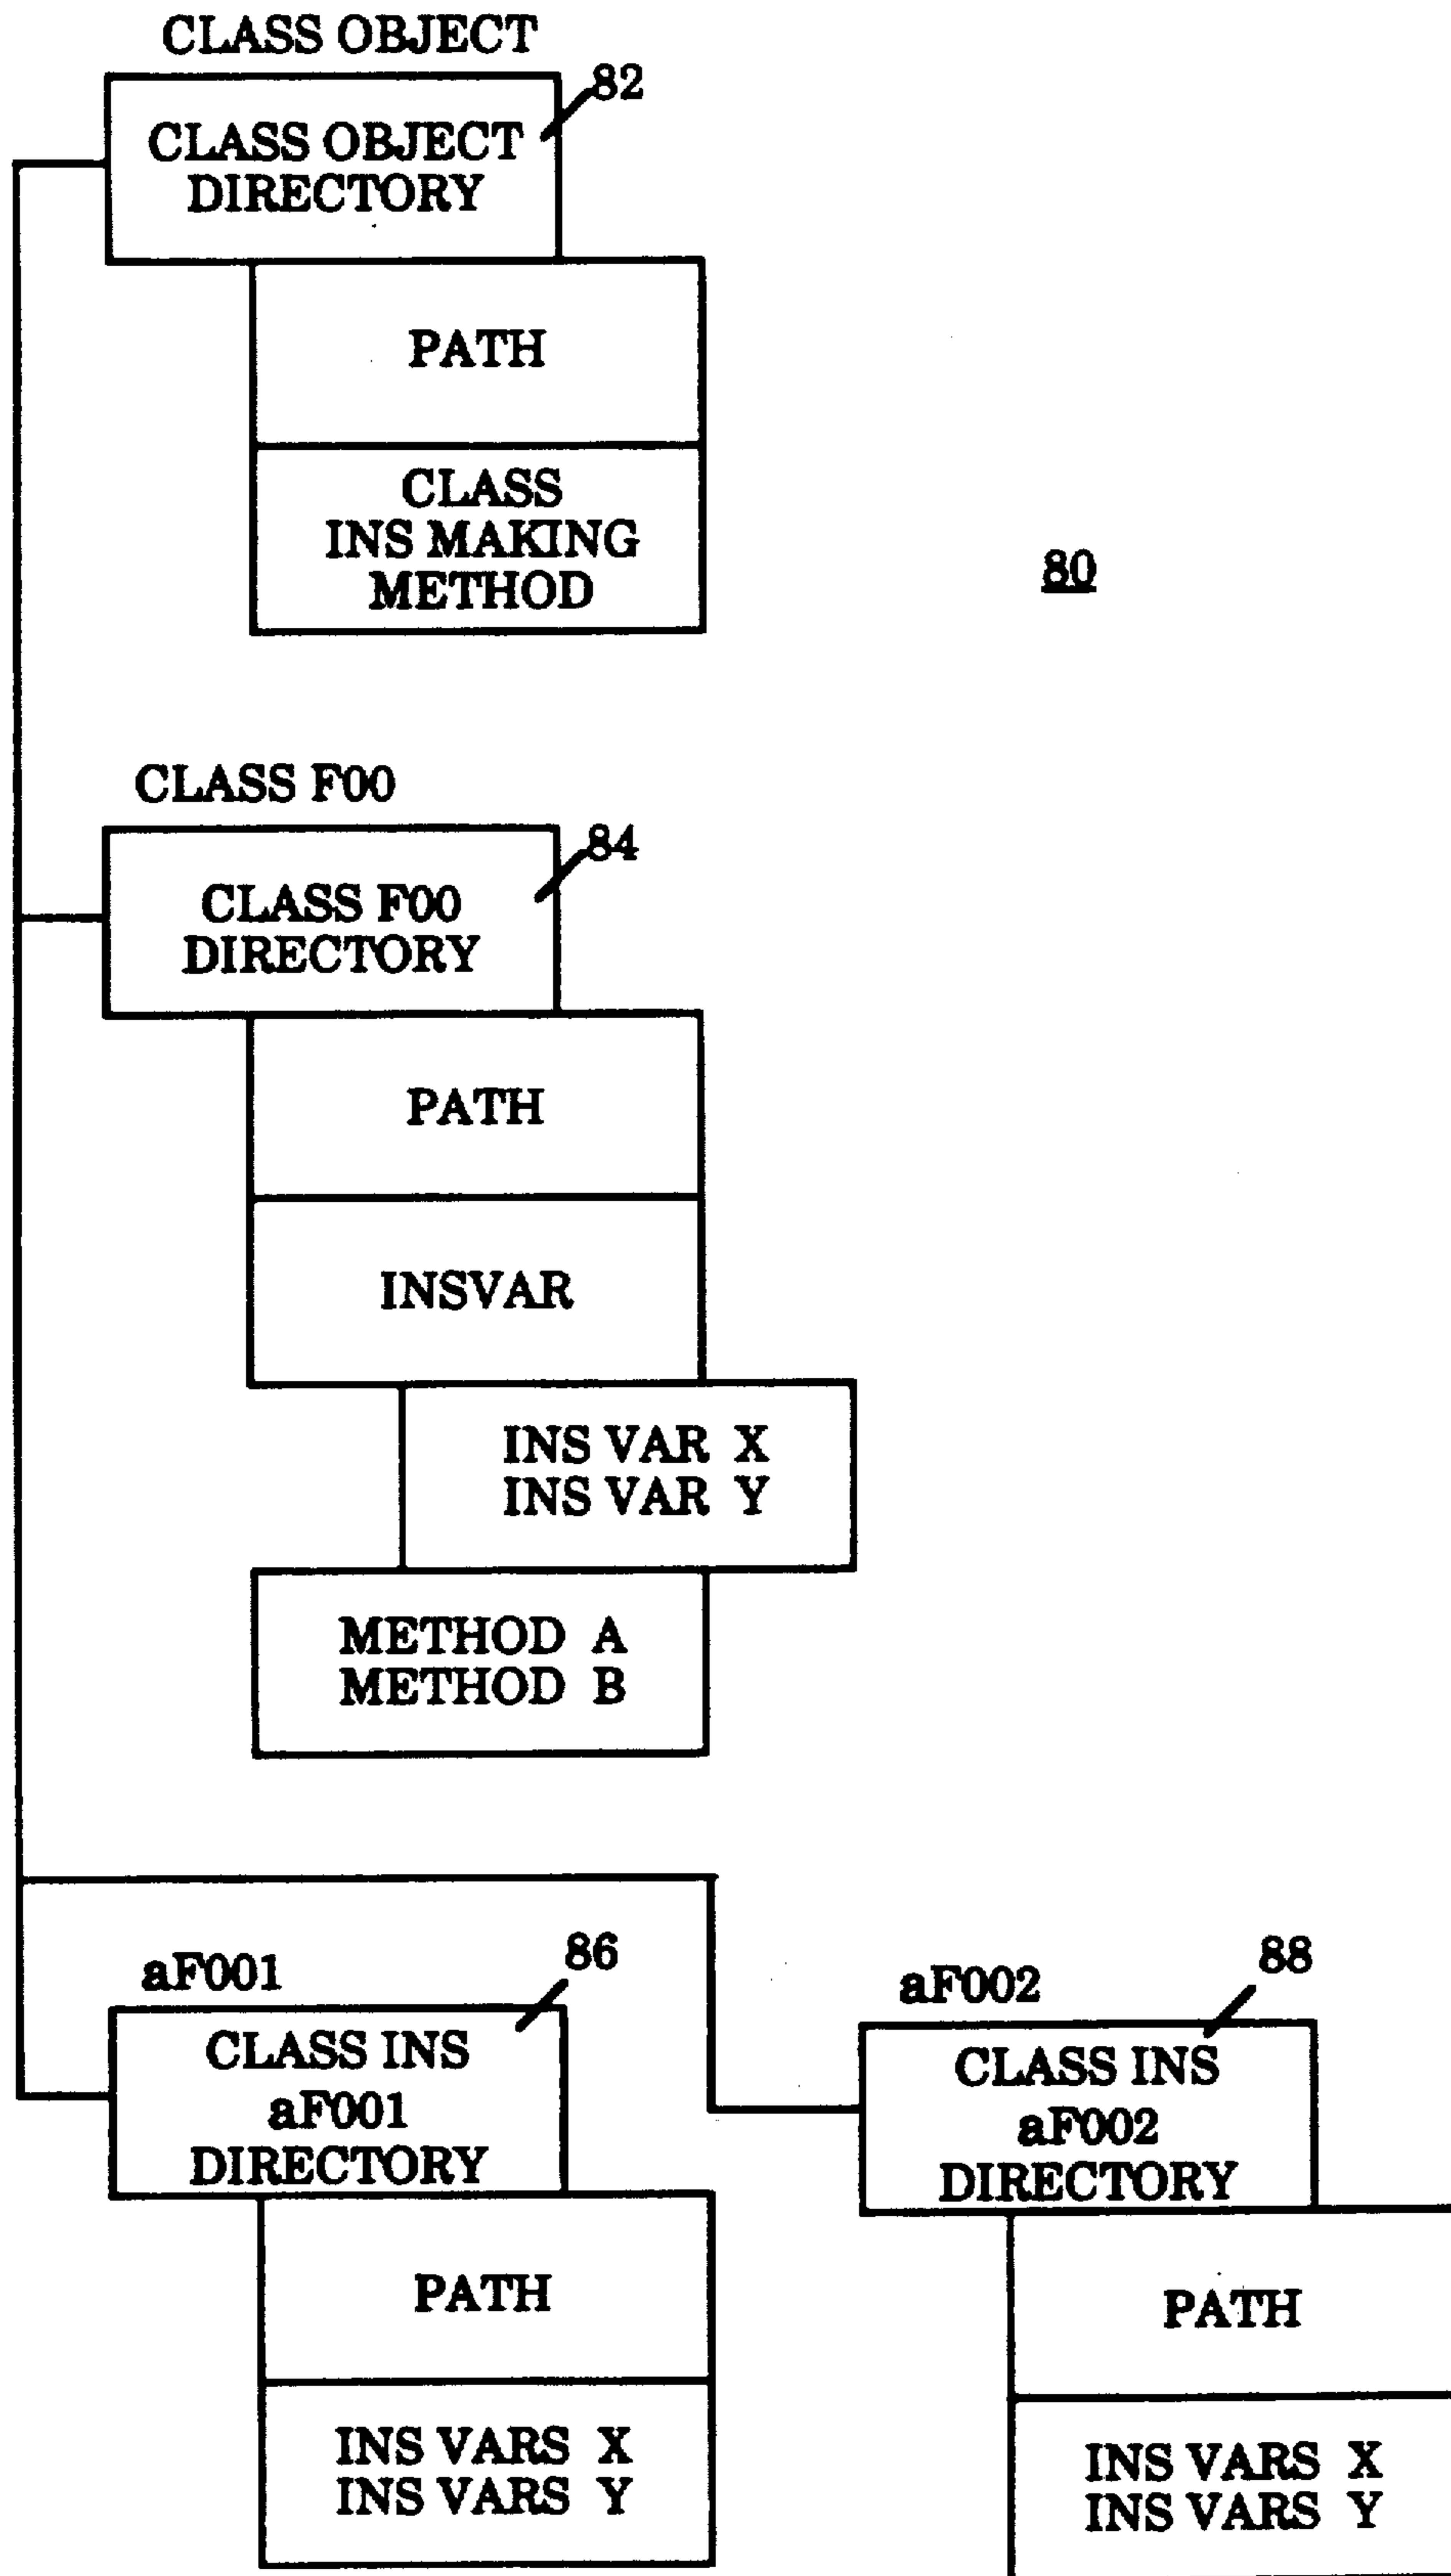 CLASS OBJECT
82
CLASS OBJECT
DIRECTORY
PATH
CLASS
INS MAKING
METHOD
80
CLASS F00
84
CLASS F00
DIRECTORY
PATH
INSVAR
INS VAR X
INS VAR Y
METHOD A
METHOD B
aF001
86
CLASS INS
aF001
DIRECTORY
PATH
INS VARS X
INS VARS Y
aF002
88
CLASS INS
aF002
DIRECTORY
PATH
INS VARS X
INS VARS Y